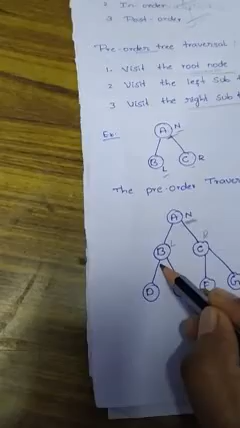 2 In-order
3 Post-order
Pre-order tree traversal :
1. Visit the root node
2 Visit the left sub
3 Visit the right sub
Ex:
A N
B L C R
The pre-order Traver
A N
B L C R
D